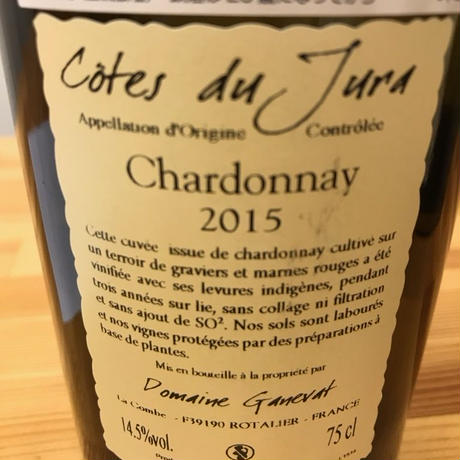 Côtes du Jura
Appellation d'Origine Contrôlée
Chardonnay
2015
Cette cuvée issue de chardonnay cultivé sur
un terroir de graviers et marnes rouges a été
vinifiée avec ses levures indigènes, pendant
trois années sur lie, sans collage ni filtration
et sans ajout de SO². Nos sols sont labourés
et nos vignes protégées par des préparations à
base de plantes.
Mis en bouteille à la propriété par
Domaine Ganevat
La Combe - F39190 ROTALIER - FRANCE
14.5%vol. 75 cl